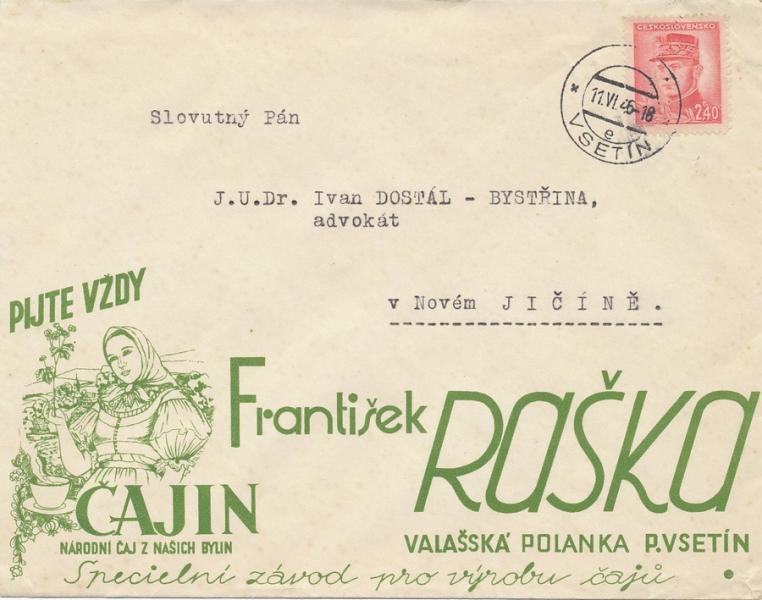 ČESKOSLOVENSKO
2.40
11.VI.46-18
e
VSETÍN
Slovutný Pán
J.U.Dr. Ivan DOSTÁL - BYSTŘINA,
advokát
v Novém JIČÍNĚ.
PIJTE VŽDY
ČAJIN
NÁRODNÍ ČAJ Z NAŠICH BYLIN
František RAŠKA
VALAŠSKÁ POLANKA P.VSETÍN
Specielní závod pro výrobu čajů